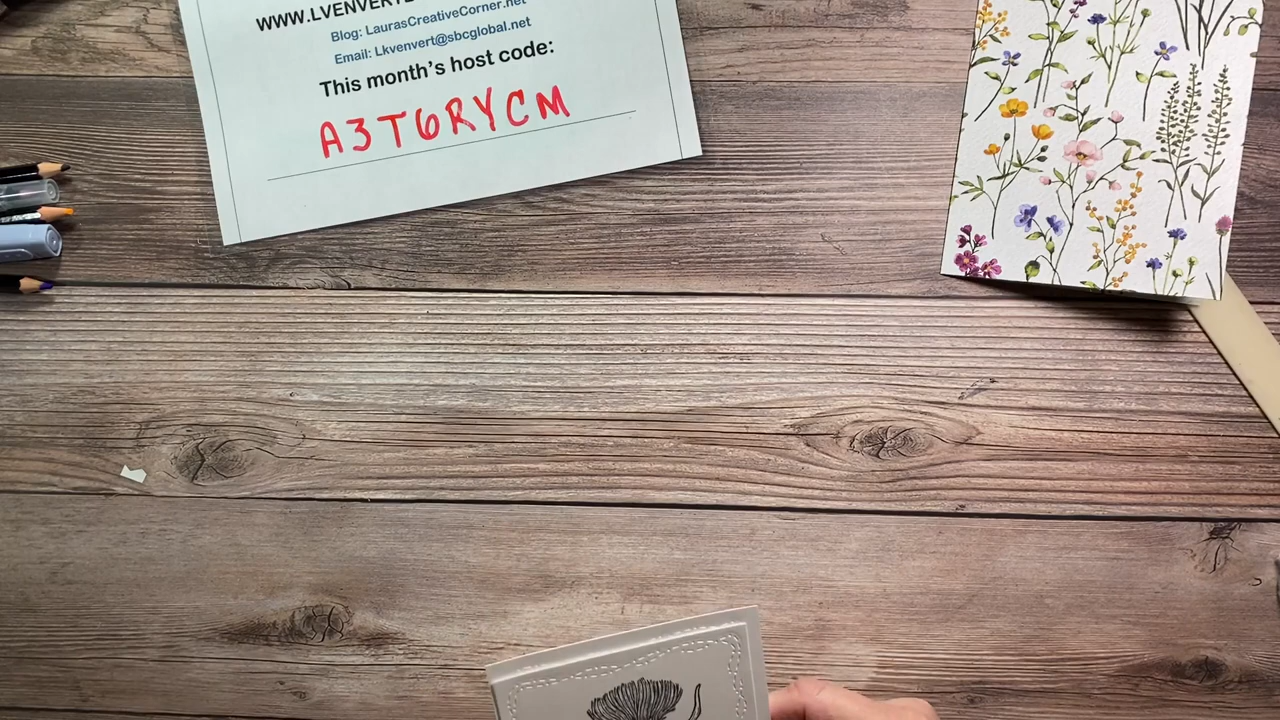 Blog: LaurasCreativeCorner.net
Email: Lkvenvert@sbcglobal.net
This month's host code:
A3T6RYCM